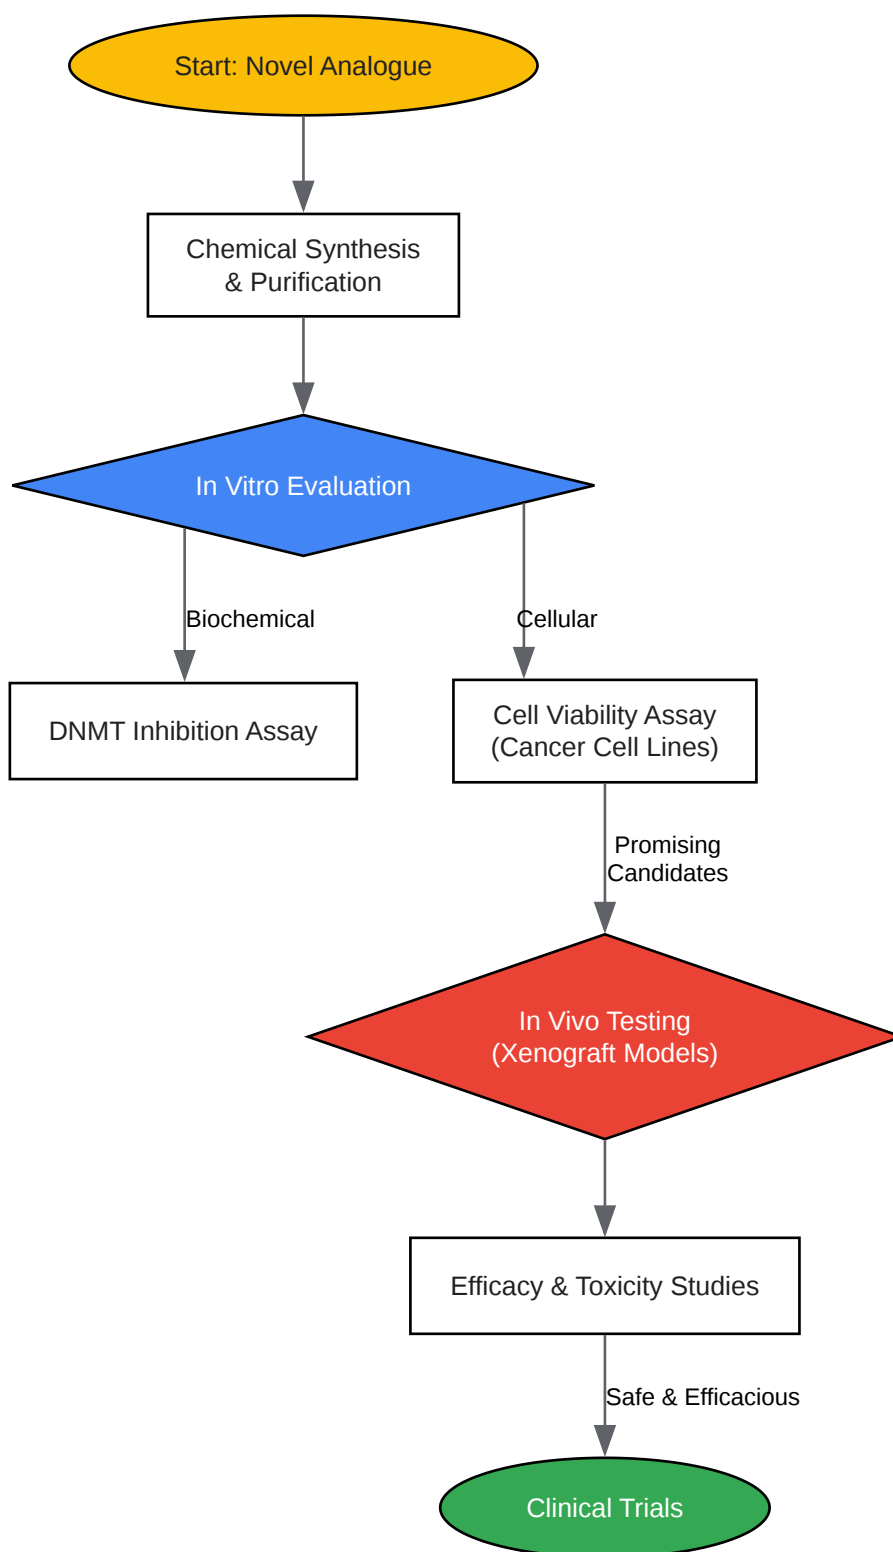 Start: Novel Analogue
Chemical Synthesis
& Purification
In Vitro Evaluation
Biochemical
Cellular
DNMT Inhibition Assay
Cell Viability Assay
(Cancer Cell Lines)
Promising
Candidates
In Vivo Testing
(Xenograft Models)
Efficacy & Toxicity Studies
Safe & Efficacious
Clinical Trials